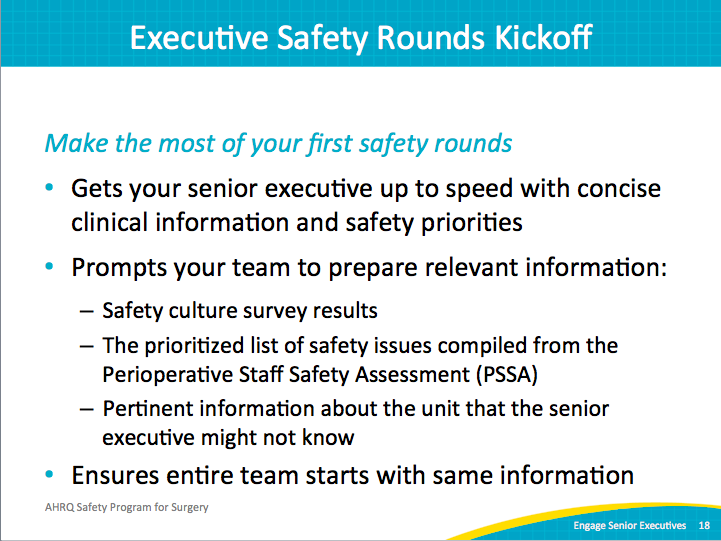 Executive Safety Rounds Kickoff
Make the most of your first safety rounds
• Gets your senior executive up to speed with concise
clinical information and safety priorities
• Prompts your team to prepare relevant information:
– Safety culture survey results
– The prioritized list of safety issues compiled from the
Perioperative Staff Safety Assessment (PSSA)
– Pertinent information about the unit that the senior
executive might not know
• Ensures entire team starts with same information
AHRQ Safety Program for Surgery
Engage Senior Executives 18